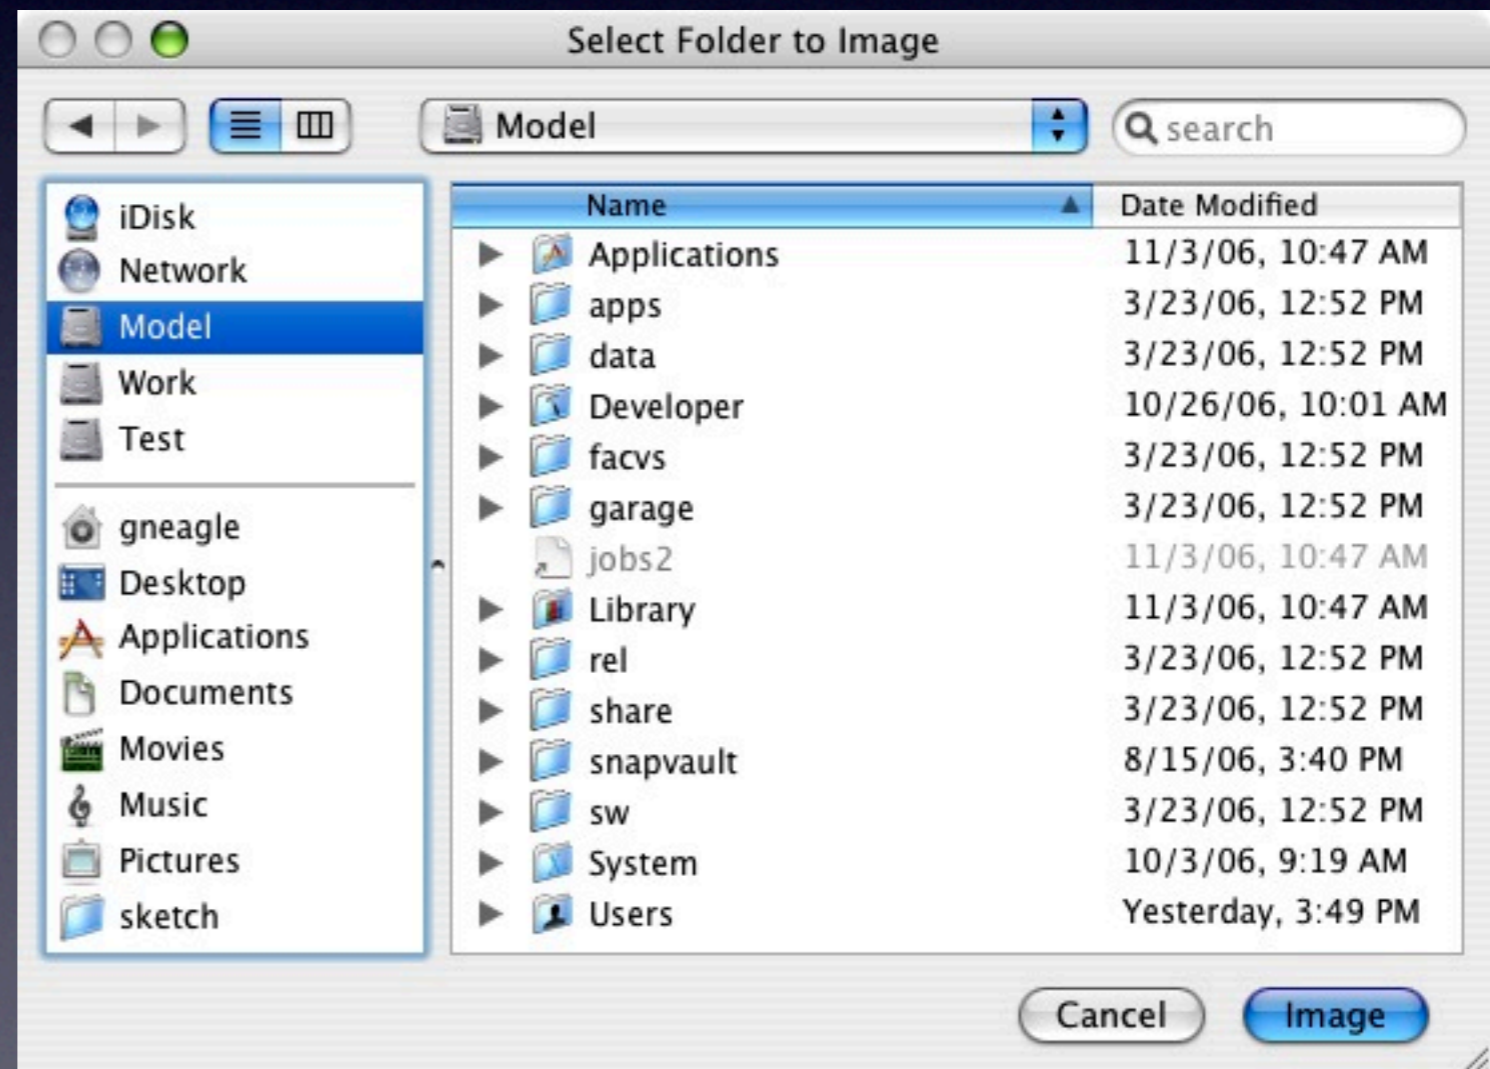 Select Folder to Image
Model
search
iDisk
Network
Model
Work
Test
gneagle
Desktop
Applications
Documents
Movies
Music
Pictures
sketch
Name Date Modified
Applications 11/3/06, 10:47 AM
apps 3/23/06, 12:52 PM
data 3/23/06, 12:52 PM
Developer 10/26/06, 10:01 AM
facvs 3/23/06, 12:52 PM
garage 3/23/06, 12:52 PM
jobs2 11/3/06, 10:47 AM
Library 11/3/06, 10:47 AM
rel 3/23/06, 12:52 PM
share 3/23/06, 12:52 PM
snapvault 8/15/06, 3:40 PM
sw 3/23/06, 12:52 PM
System 10/3/06, 9:19 AM
Users Yesterday, 3:49 PM
Cancel Image